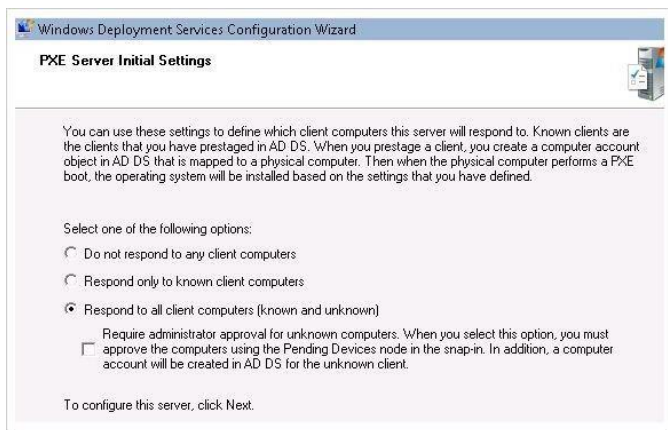 Windows Deployment Services Configuration Wizard
PXE Server Initial Settings
You can use these settings to define which client computers this server will respond to. Known clients are
the clients that you have prestaged in AD DS. When you prestage a client, you create a computer account
object in AD DS that is mapped to a physical computer. Then when the physical computer performs a PXE
boot, the operating system will be installed based on the settings that you have defined.
Select one of the following options:
Do not respond to any client computers
Respond only to known client computers
Respond to all client computers (known and unknown)
Require administrator approval for unknown computers. When you select this option, you must
approve the computers using the Pending Devices node in the snap-in. In addition, a computer
account will be created in AD DS for the unknown client.
To configure this server, click Next.